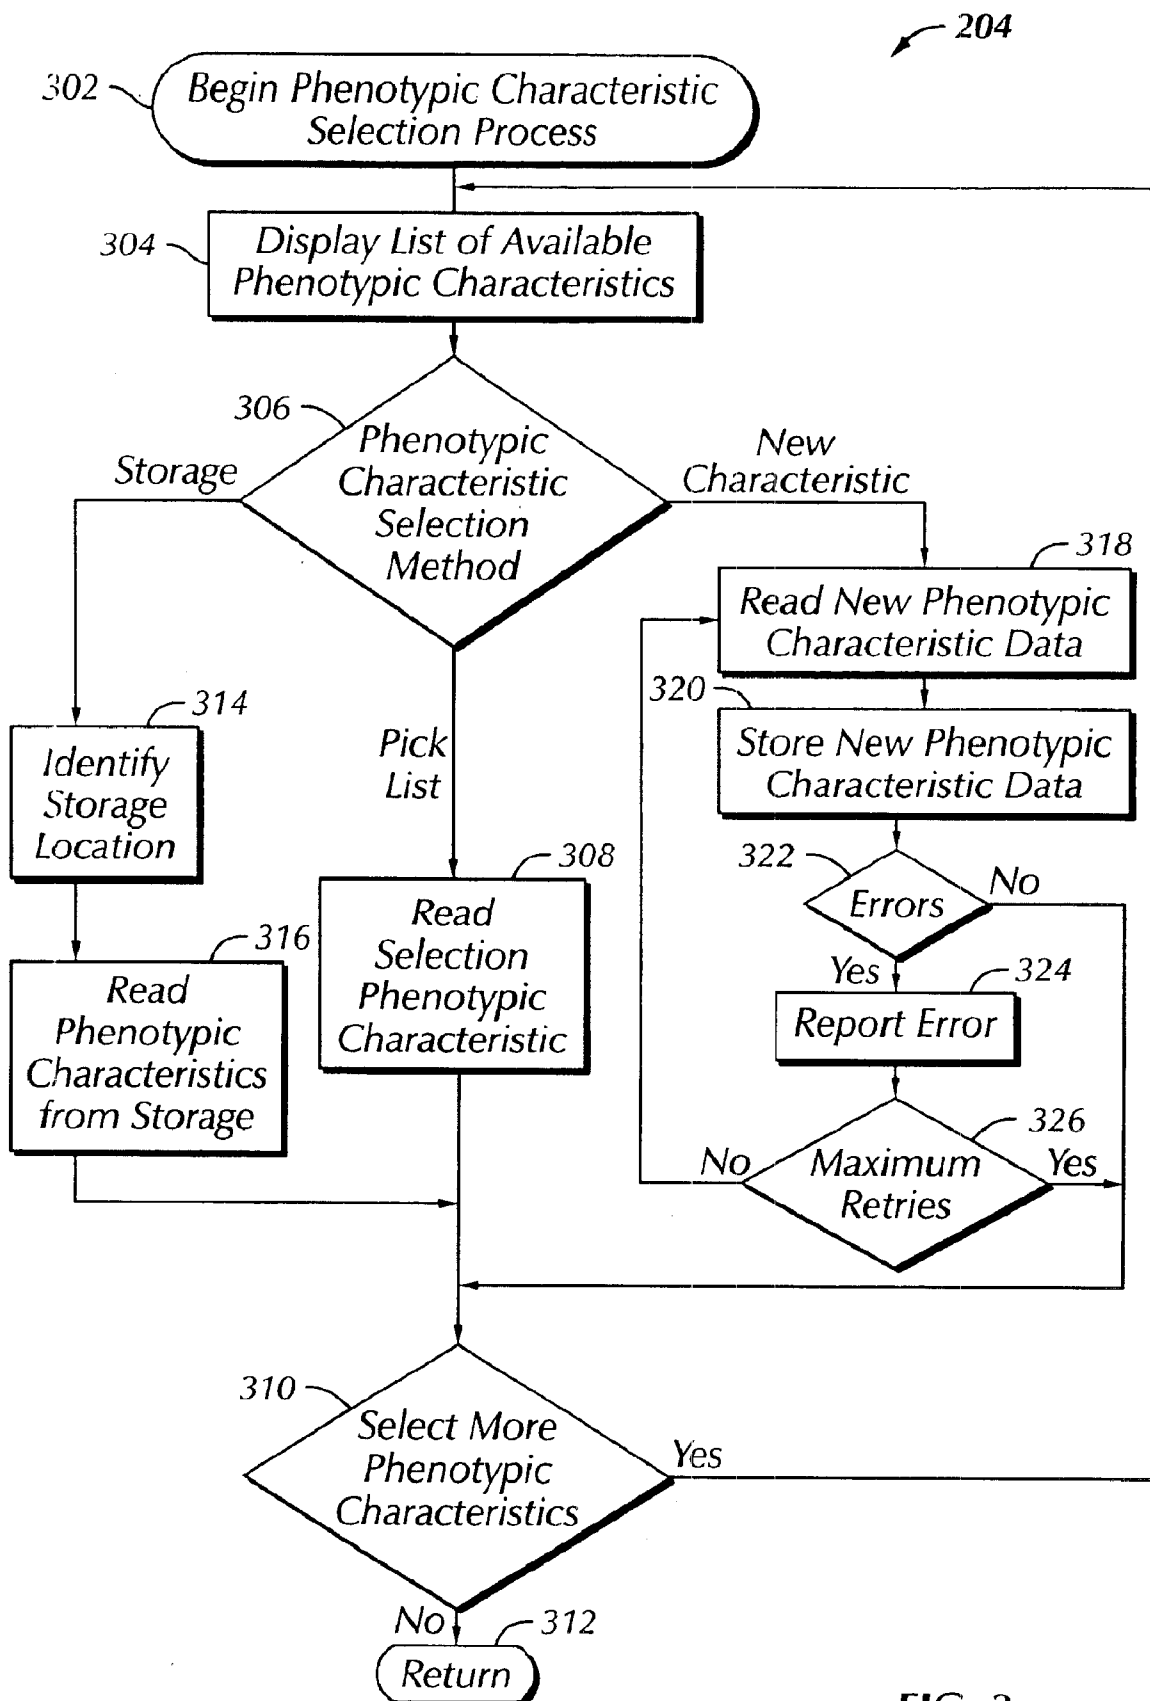 204
302
Begin Phenotypic Characteristic
Selection Process
304
Display List of Available
Phenotypic Characteristics
306
Phenotypic
Characteristic
Selection
Method
Storage
New
Characteristic
318
Read New Phenotypic
Characteristic Data
320
Store New Phenotypic
Characteristic Data
314
Identify
Storage
Location
Pick
List
322
Errors
No
Yes
308
Read
Selection
Phenotypic
Characteristic
316
Read
Phenotypic
Characteristics
from Storage
324
Report Error
326
Maximum
Retries
No
Yes
310
Select More
Phenotypic
Characteristics
Yes
No
312
Return